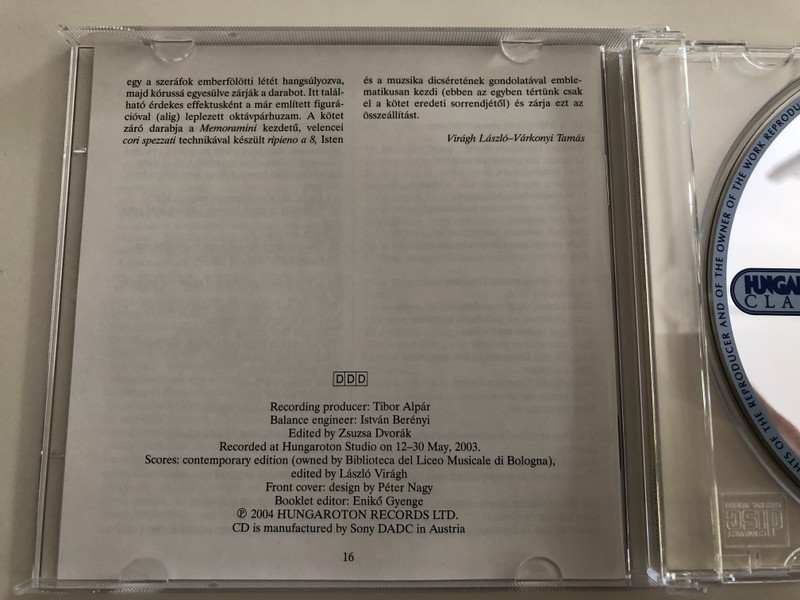 egy a szeráfok emberfölötti létét hangsúlyozva,
majd kórussá egyesülve zárják a darabot. Itt talál-
ható érdekes effektusként a már említett figurá-
cióval (alig) leplezett oktávpárhuzam. A kötet
záró darabja a Memoramini kezdetű, velencei
cori spezzati technikával készült ripieno a 8, Isten
és a muzsika dicséretének gondolatával emble-
matikusan kezdi (ebben az egyben tértünk csak
el a kötet eredeti sorrendjétől) és zárja ezt az
összeállítást.
Virágh László–Várkonyi Tamás
DDD
Recording producer: Tibor Alpár
Balance engineer: István Berényi
Edited by Zsuzsa Dvorák
Recorded at Hungaroton Studio on 12–30 May, 2003.
Scores: contemporary edition (owned by Biblioteca del Liceo Musicale di Bologna),
edited by László Virágh
Front cover: design by Péter Nagy
Booklet editor: Enikő Gyenge
℗ 2004 HUNGAROTON RECORDS LTD.
CD is manufactured by Sony DADC in Austria
16
HTS OF THE REPRODUCER AND OF THE OWNER OF THE WORK REPRODU
HUNGA
CLA
disc